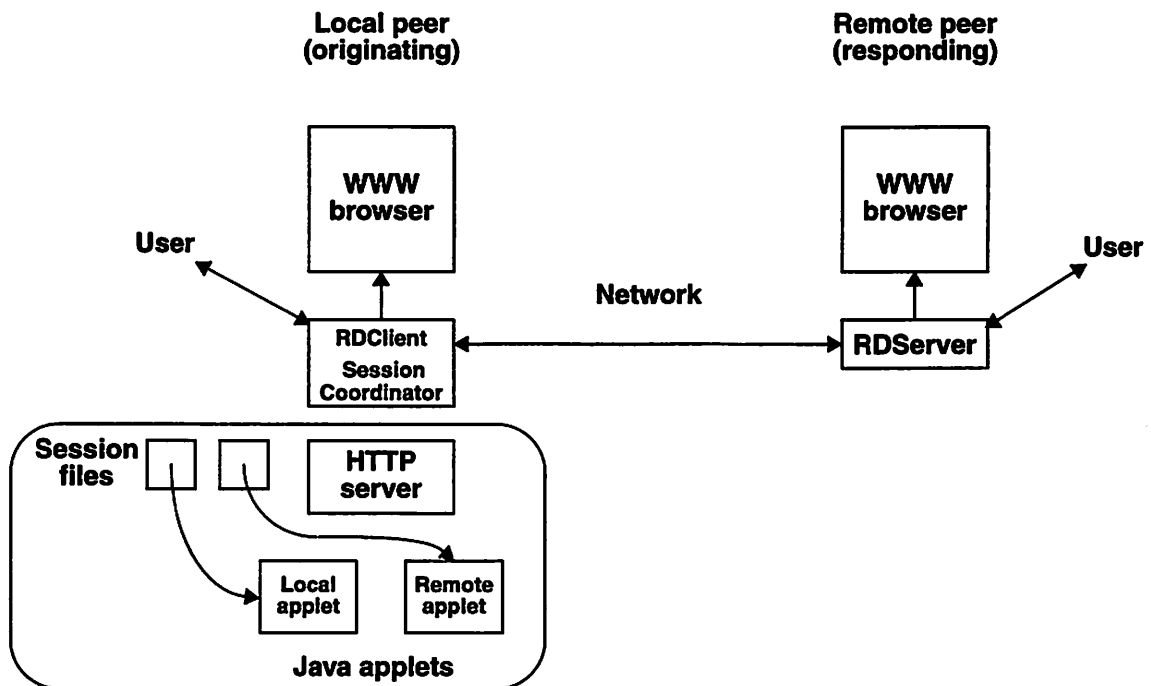 Local peer
(originating)
Remote peer
(responding)
WWW
browser
WWW
browser
User
User
Network
RDClient
Session
Coordinator
RDServer
Session
files
HTTP
server
Local
applet
Remote
applet
Java applets